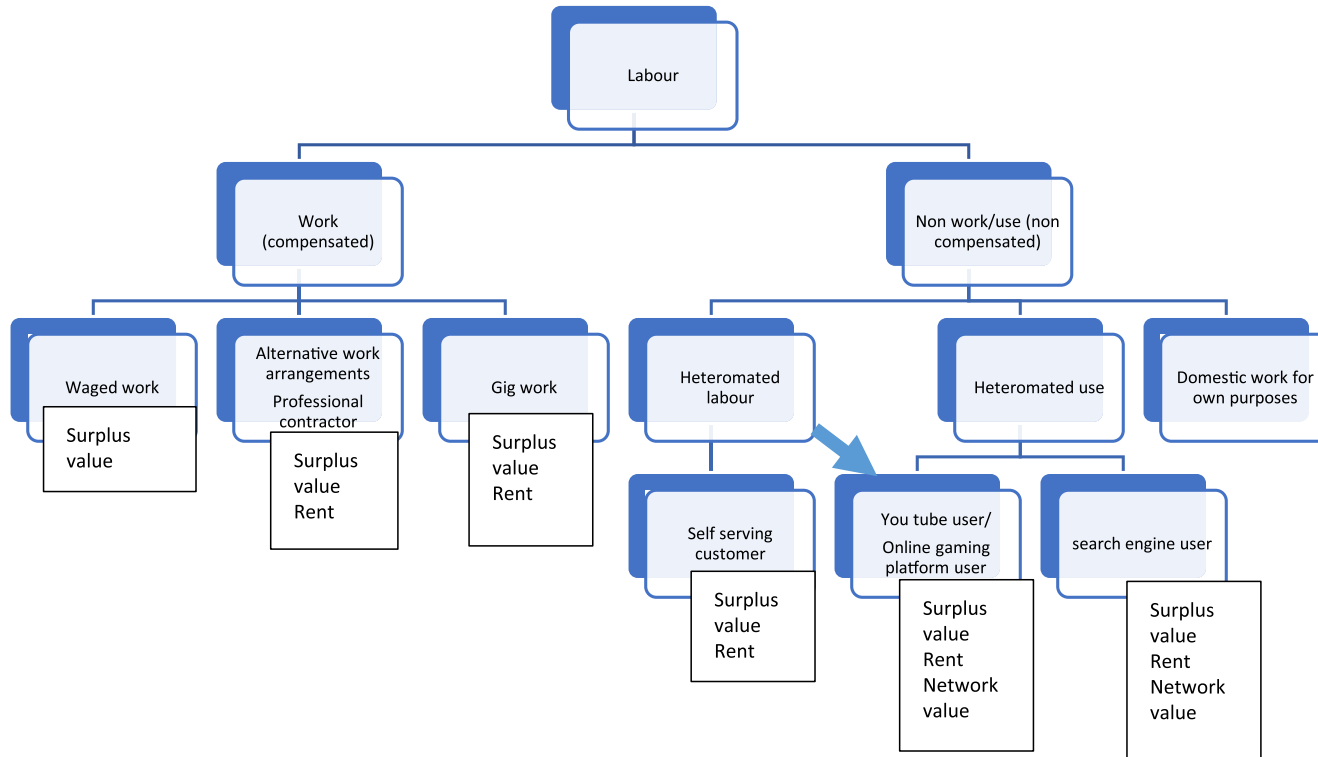 Labour
Work
(compensated)
Non work/use (non
compensated)
Waged work
Surplus
value
Alternative work
arrangements
Professional
contractor
Surplus
value
Rent
Gig work
Surplus
value
Rent
Heteromated
labour
Heteromated use
Domestic work for
own purposes
Self serving
customer
Surplus
value
Rent
You tube user/
Online gaming
platform user
Surplus
value
Rent
Network
value
search engine user
Surplus
value
Rent
Network
value